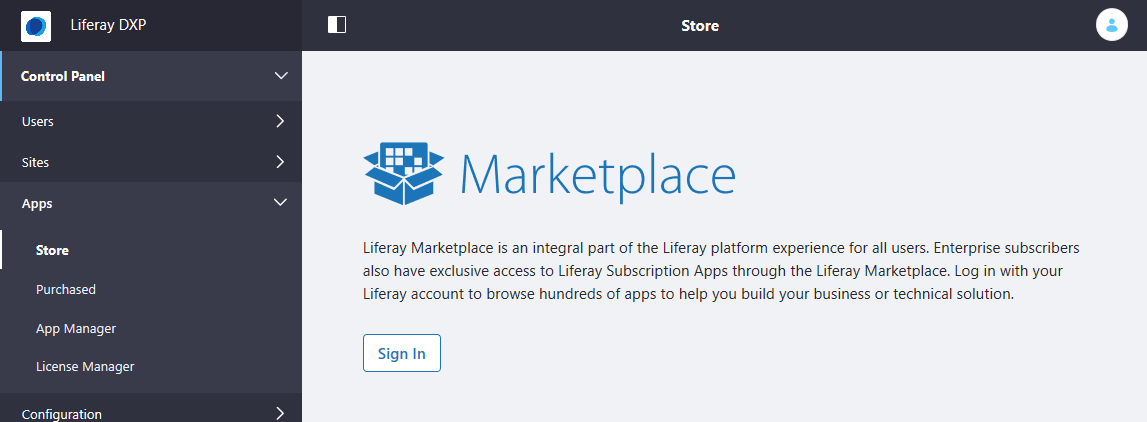 Liferay DXP
Store
Control Panel
Users
Sites
Apps
Store
Purchased
App Manager
License Manager
Configuration
Marketplace
Liferay Marketplace is an integral part of the Liferay platform experience for all users. Enterprise subscribers
also have exclusive access to Liferay Subscription Apps through the Liferay Marketplace. Log in with your
Liferay account to browse hundreds of apps to help you build your business or technical solution.
Sign In